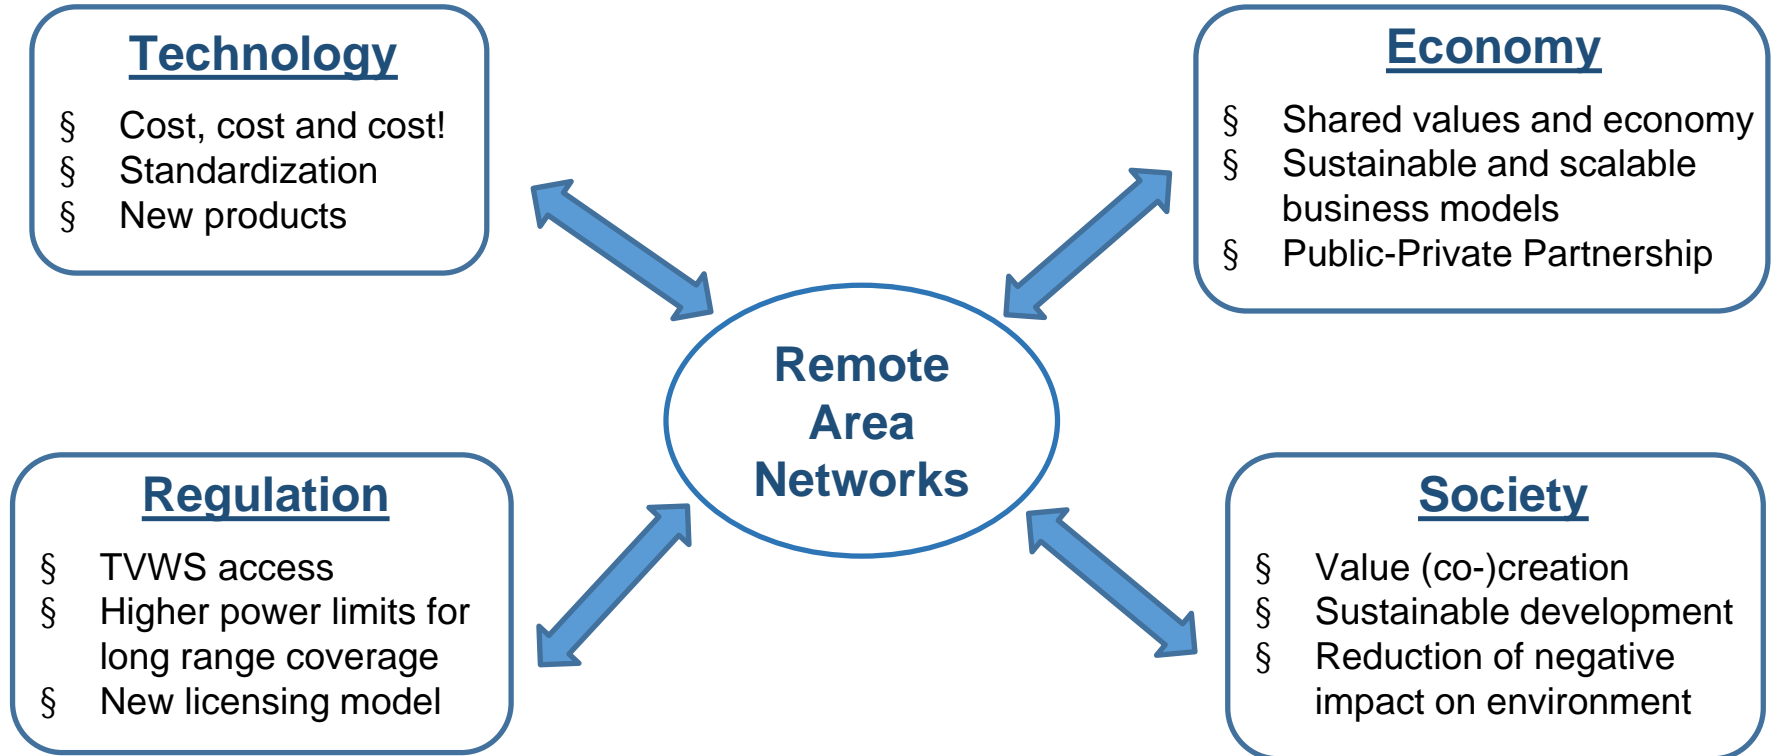 Technology
§ Cost, cost and cost!
§ Standardization
§ New products
Economy
§ Shared values and economy
§ Sustainable and scalable
business models
§ Public-Private Partnership
Remote
Area
Networks
Regulation
§ TVWS access
§ Higher power limits for
long range coverage
§ New licensing model
Society
§ Value (co-)creation
§ Sustainable development
§ Reduction of negative
impact on environment